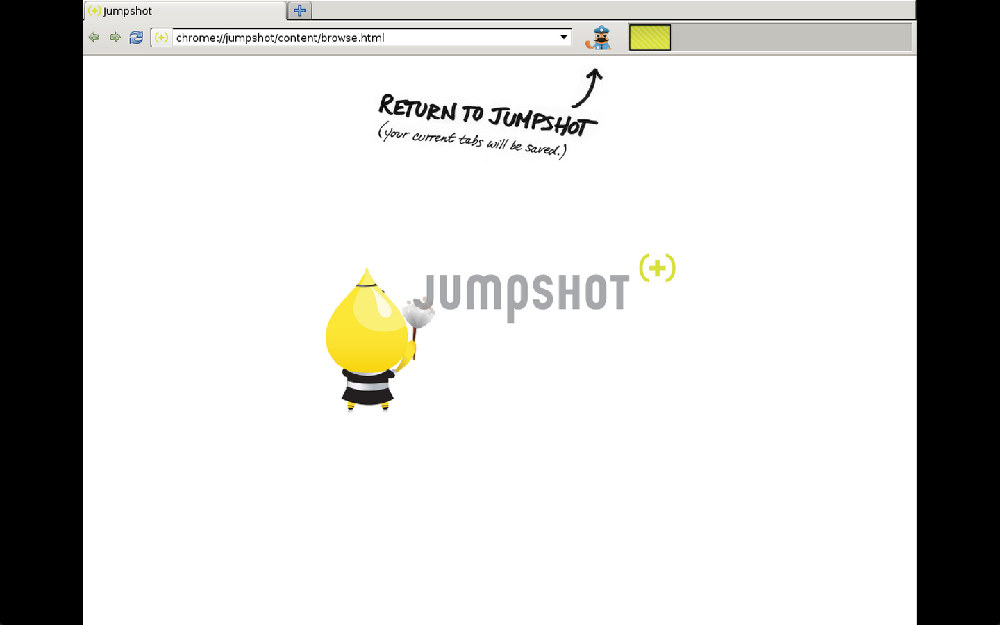 Jumpshot
chrome://jumpshot/content/browse.html
RETURN TO JUMPSHOT
(your current tabs will be saved.)
JUMPSHOT (+)